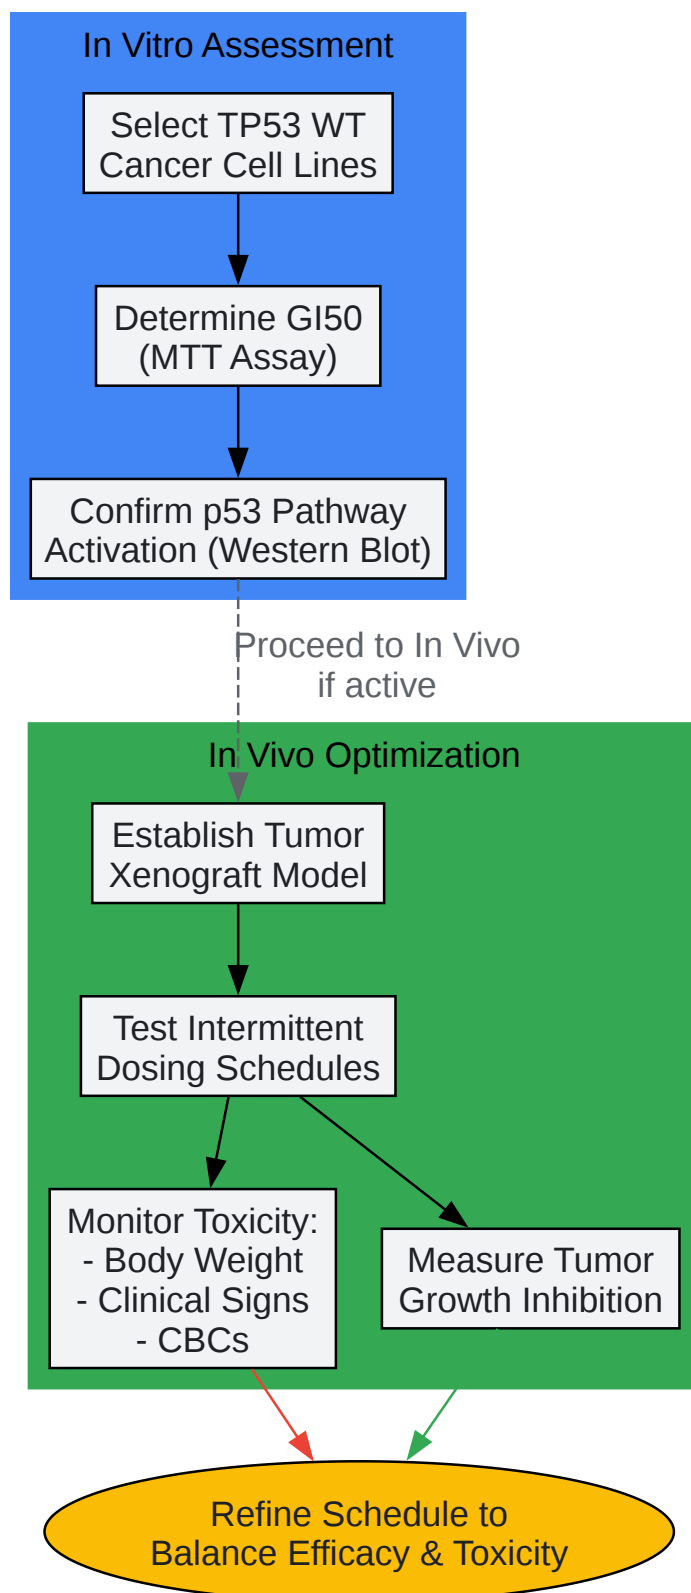 In Vitro Assessment
Select TP53 WT
Cancer Cell Lines
Determine GI50
(MTT Assay)
Confirm p53 Pathway
Activation (Western Blot)
Proceed to In Vivo
if active
In Vivo Optimization
Establish Tumor
Xenograft Model
Test Intermittent
Dosing Schedules
Monitor Toxicity:
- Body Weight
- Clinical Signs
- CBCs
Measure Tumor
Growth Inhibition
Refine Schedule to
Balance Efficacy & Toxicity